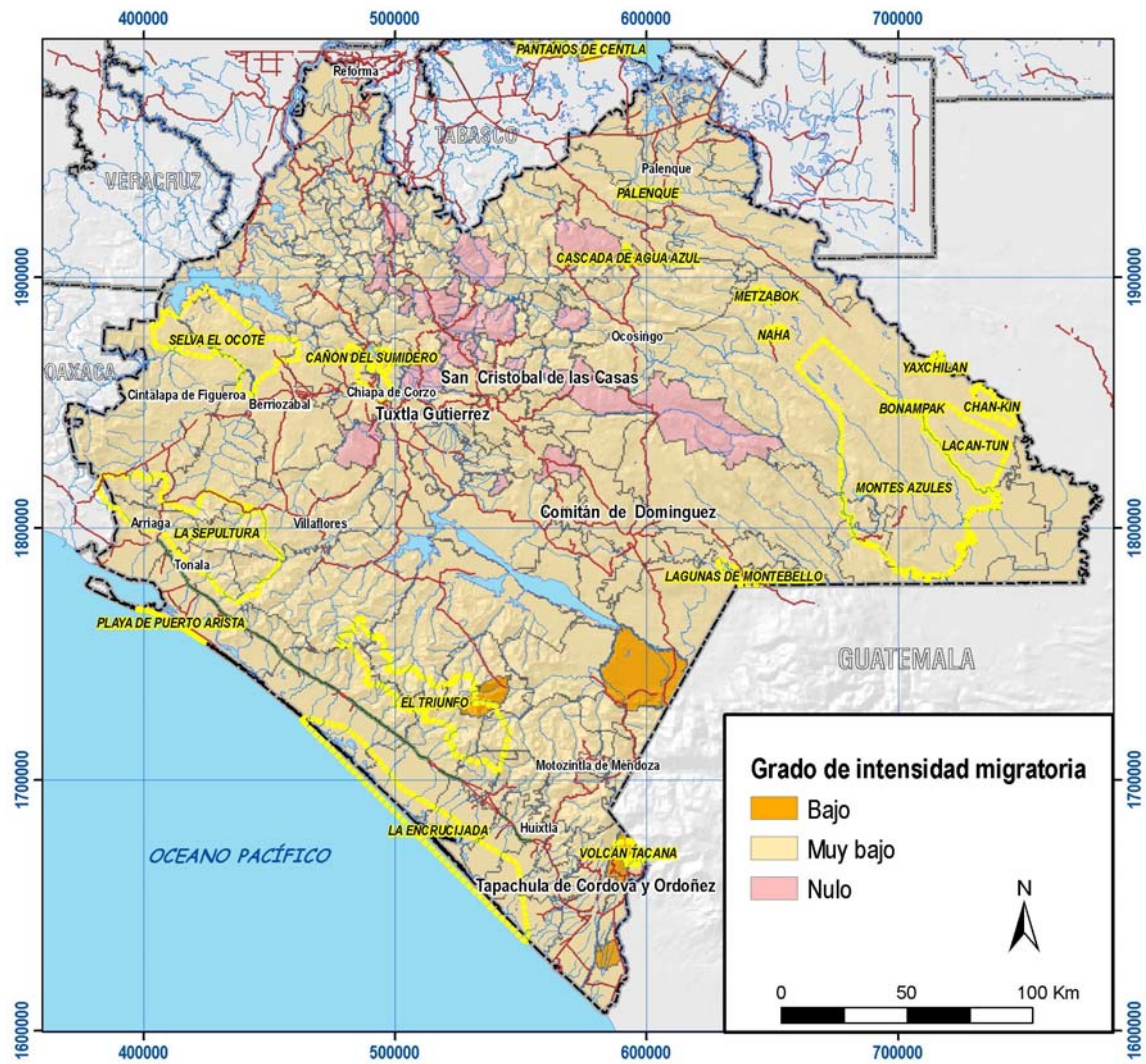 400000
500000
600000
700000
PANTANOS DE CENTLA
Reforma
TABASCO
VERACRUZ
Palenque
PALENQUE
CASCADA DE AGUA AZUL
1900000
1900000
METZABOK
SELVA EL OCOTE
NAHA
Ocosingo
CAÑON DEL SUMIDERO
YAXCHILAN
OAXACA
San Cristobal de las Casas
Cintalapa de Figueroa
Chiapa de Corzo
Berriozábal
BONAMPAK
CHAN-KIN
Tuxtla Gutierrez
LACAN-TUN
MONTES AZULES
Comitán de Dominguez
1800000
1800000
Arriaga
LA SEPULTURA
Villaflores
Tonala
LAGUNAS DE MONTEBELLO
PLAYA DE PUERTO ARISTA
GUATEMALA
EL TRIUNFO
Motozintla de Mendoza
1700000
1700000
LA ENCRUCIJADA
Huixtla
OCEANO PACÍFICO
VOLCAN TACANA
Tapachula de Cordova y Ordoñez
Grado de intensidad migratoria
Bajo
Muy bajo
Nulo
N
0 50 100 Km
1600000
1600000
400000
500000
600000
700000